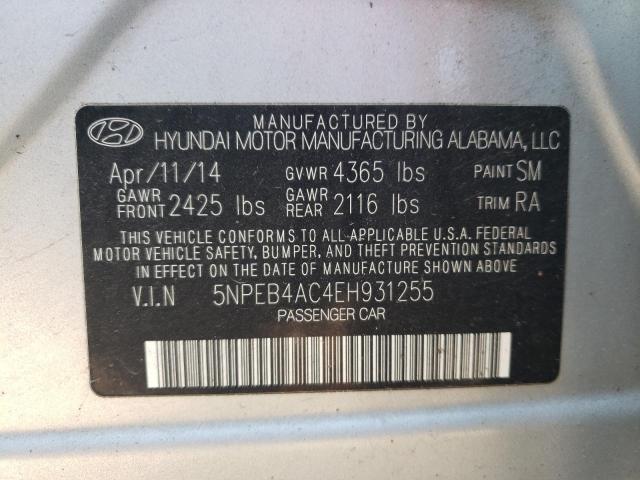 MANUFACTURED BY
HYUNDAI MOTOR MANUFACTURING ALABAMA, LLC
Apr/11/14 GVWR 4365 lbs PAINT SM
GAWR FRONT 2425 lbs GAWR REAR 2116 lbs TRIM RA
THIS VEHICLE CONFORMS TO ALL APPLICABLE U.S.A. FEDERAL
MOTOR VEHICLE SAFETY, BUMPER, AND THEFT PREVENTION STANDARDS
IN EFFECT ON THE DATE OF MANUFACTURE SHOWN ABOVE.
V.I.N 5NPEB4AC4EH931255
PASSENGER CAR